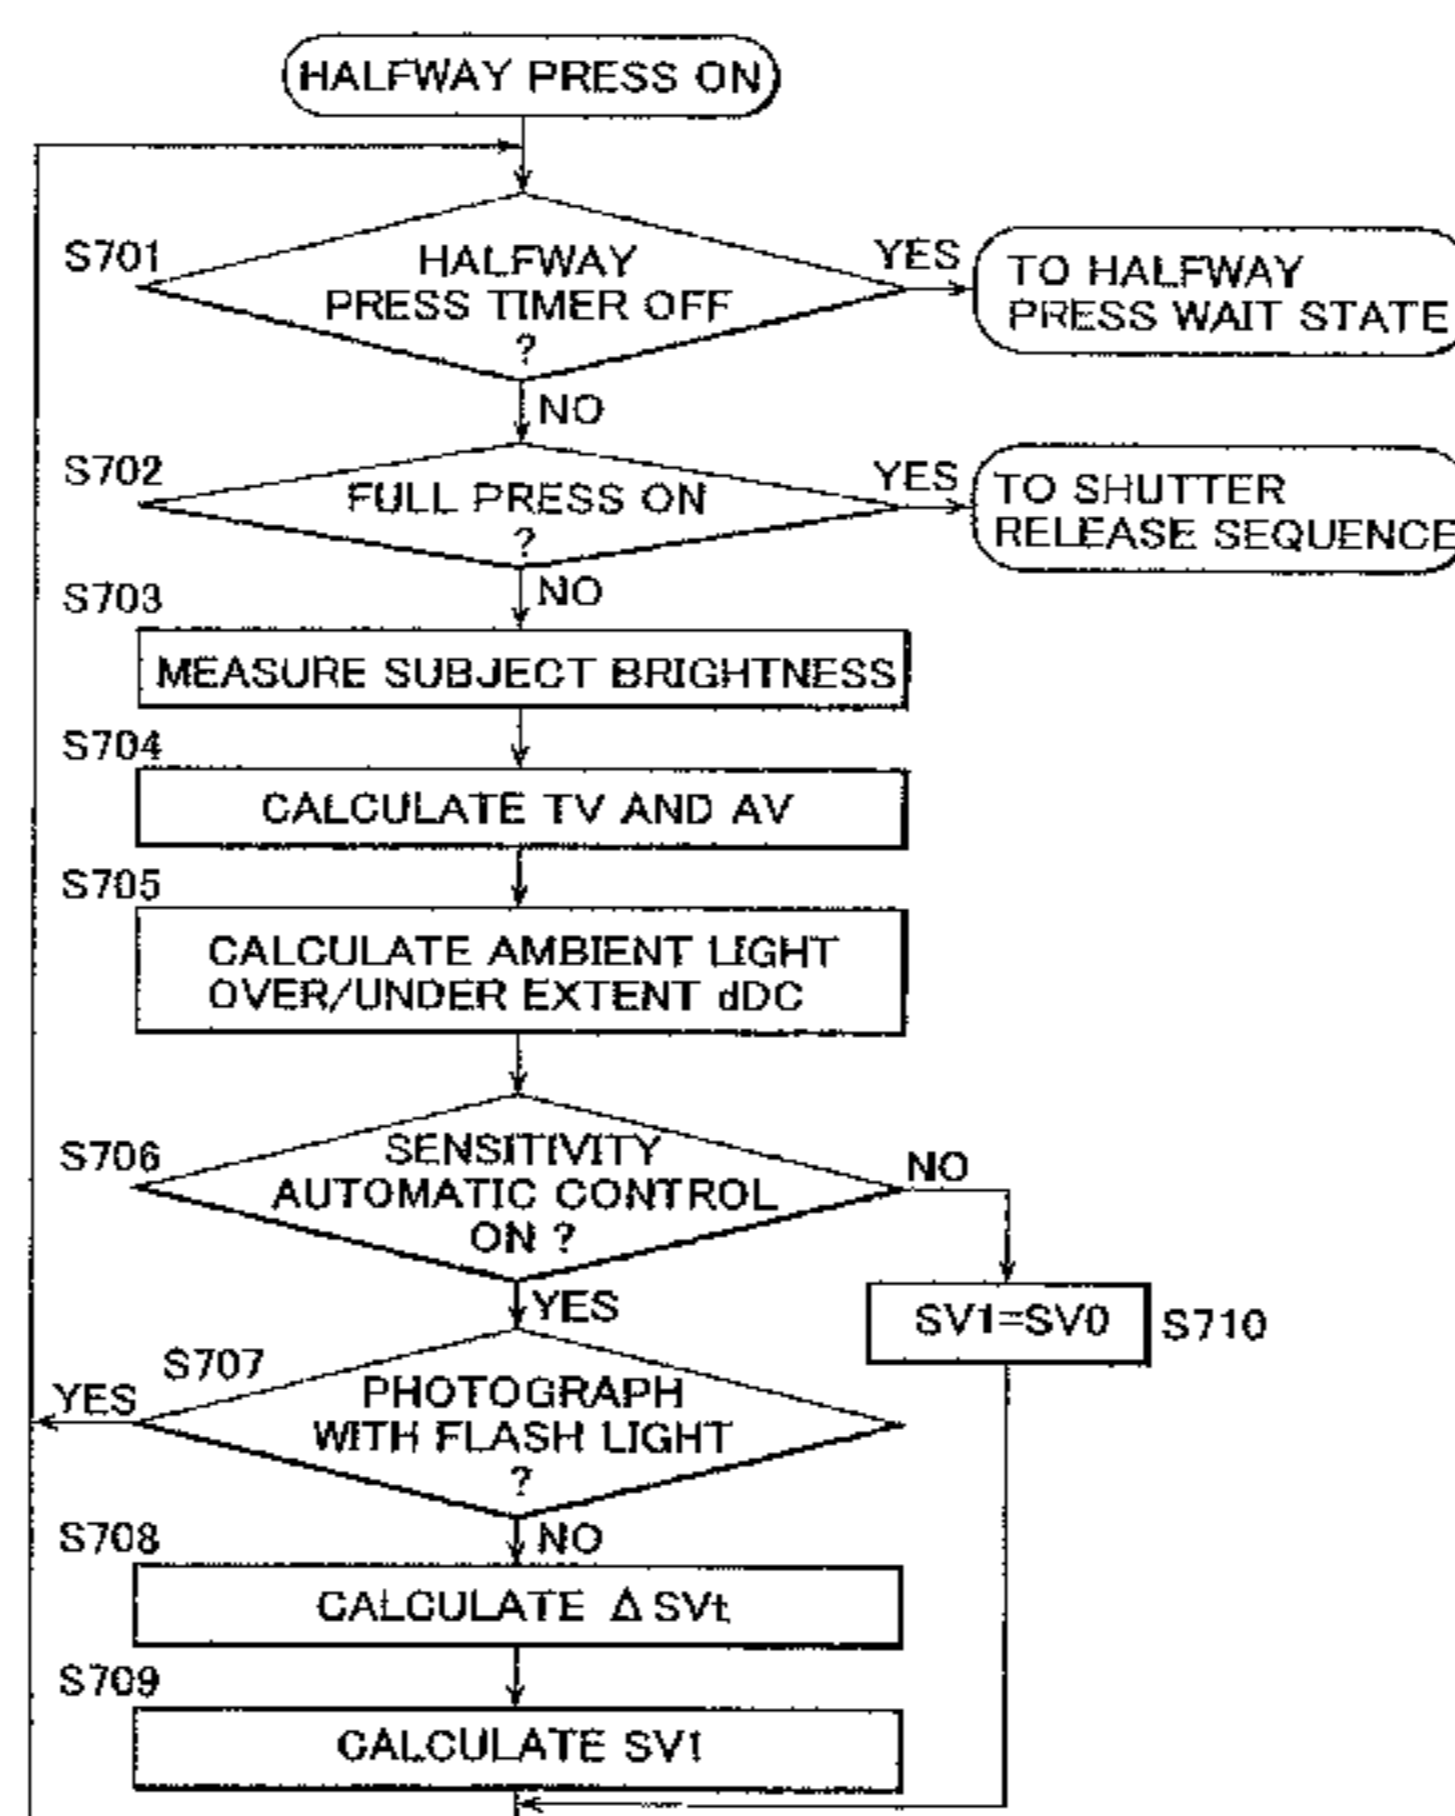 HALFWAY PRESS ON
S701
HALFWAY
PRESS TIMER OFF
?
YES
TO HALFWAY
PRESS WAIT STATE
NO
S702
FULL PRESS ON
?
YES
TO SHUTTER
RELEASE SEQUENCE
NO
S703
MEASURE SUBJECT BRIGHTNESS
S704
CALCULATE TV AND AV
S705
CALCULATE AMBIENT LIGHT
OVER/UNDER EXTENT dDC
S706
SENSITIVITY
AUTOMATIC CONTROL
ON ?
NO
YES
SV1=SV0
S710
S707
YES
PHOTOGRAPH
WITH FLASH LIGHT
?
NO
S708
CALCULATE Δ SVt
S709
CALCULATE SV1